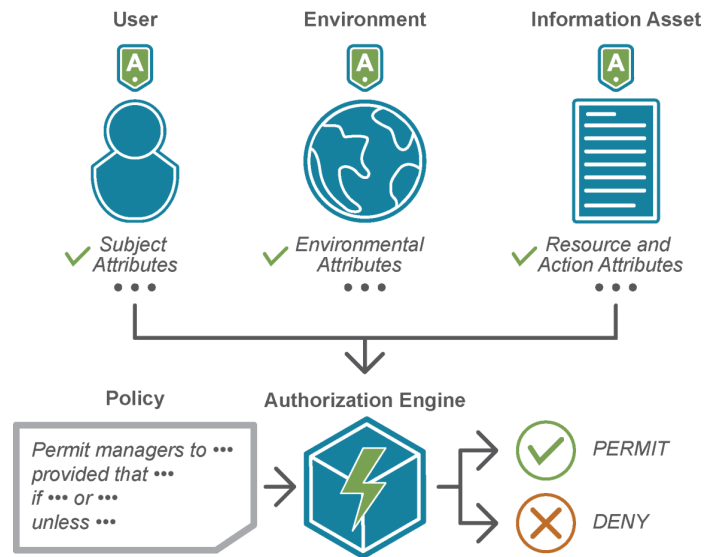 User
Environment
Information Asset
A
A
A
Subject
Attributes
•••
Environmental
Attributes
•••
Resource and
Action Attributes
•••
Policy
Authorization Engine
Permit managers to •••
provided that •••
if ••• or •••
unless •••
PERMIT
DENY